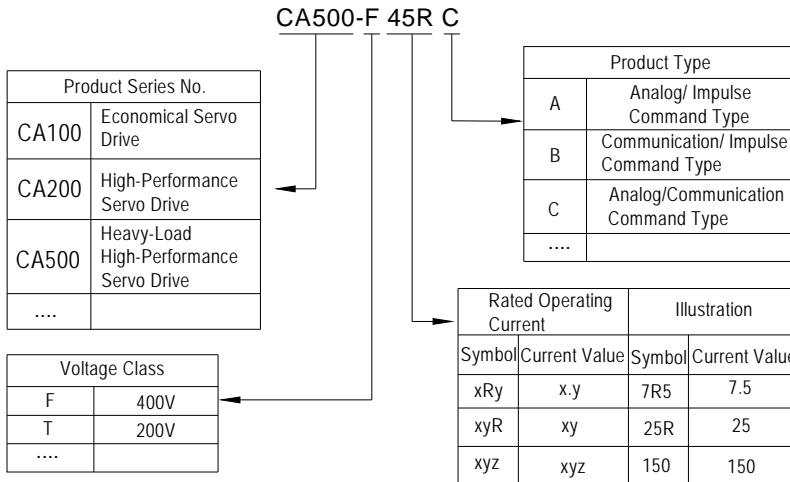 CA500-F 45R C
Product Series No.
CA100 Economical Servo
Drive
CA200 High-Performance
Servo Drive
CA500 Heavy-Load
High-Performance
Servo Drive
....
Voltage Class
F 400V
T 200V
....
Product Type
A Analog/ Impulse
Command Type
B Communication/ Impulse
Command Type
C Analog/Communication
Command Type
....
Rated Operating
Current Illustration
Symbol Current Value Symbol Current Value
xRy x.y 7R5 7.5
xyR xy 25R 25
xyz xyz 150 150